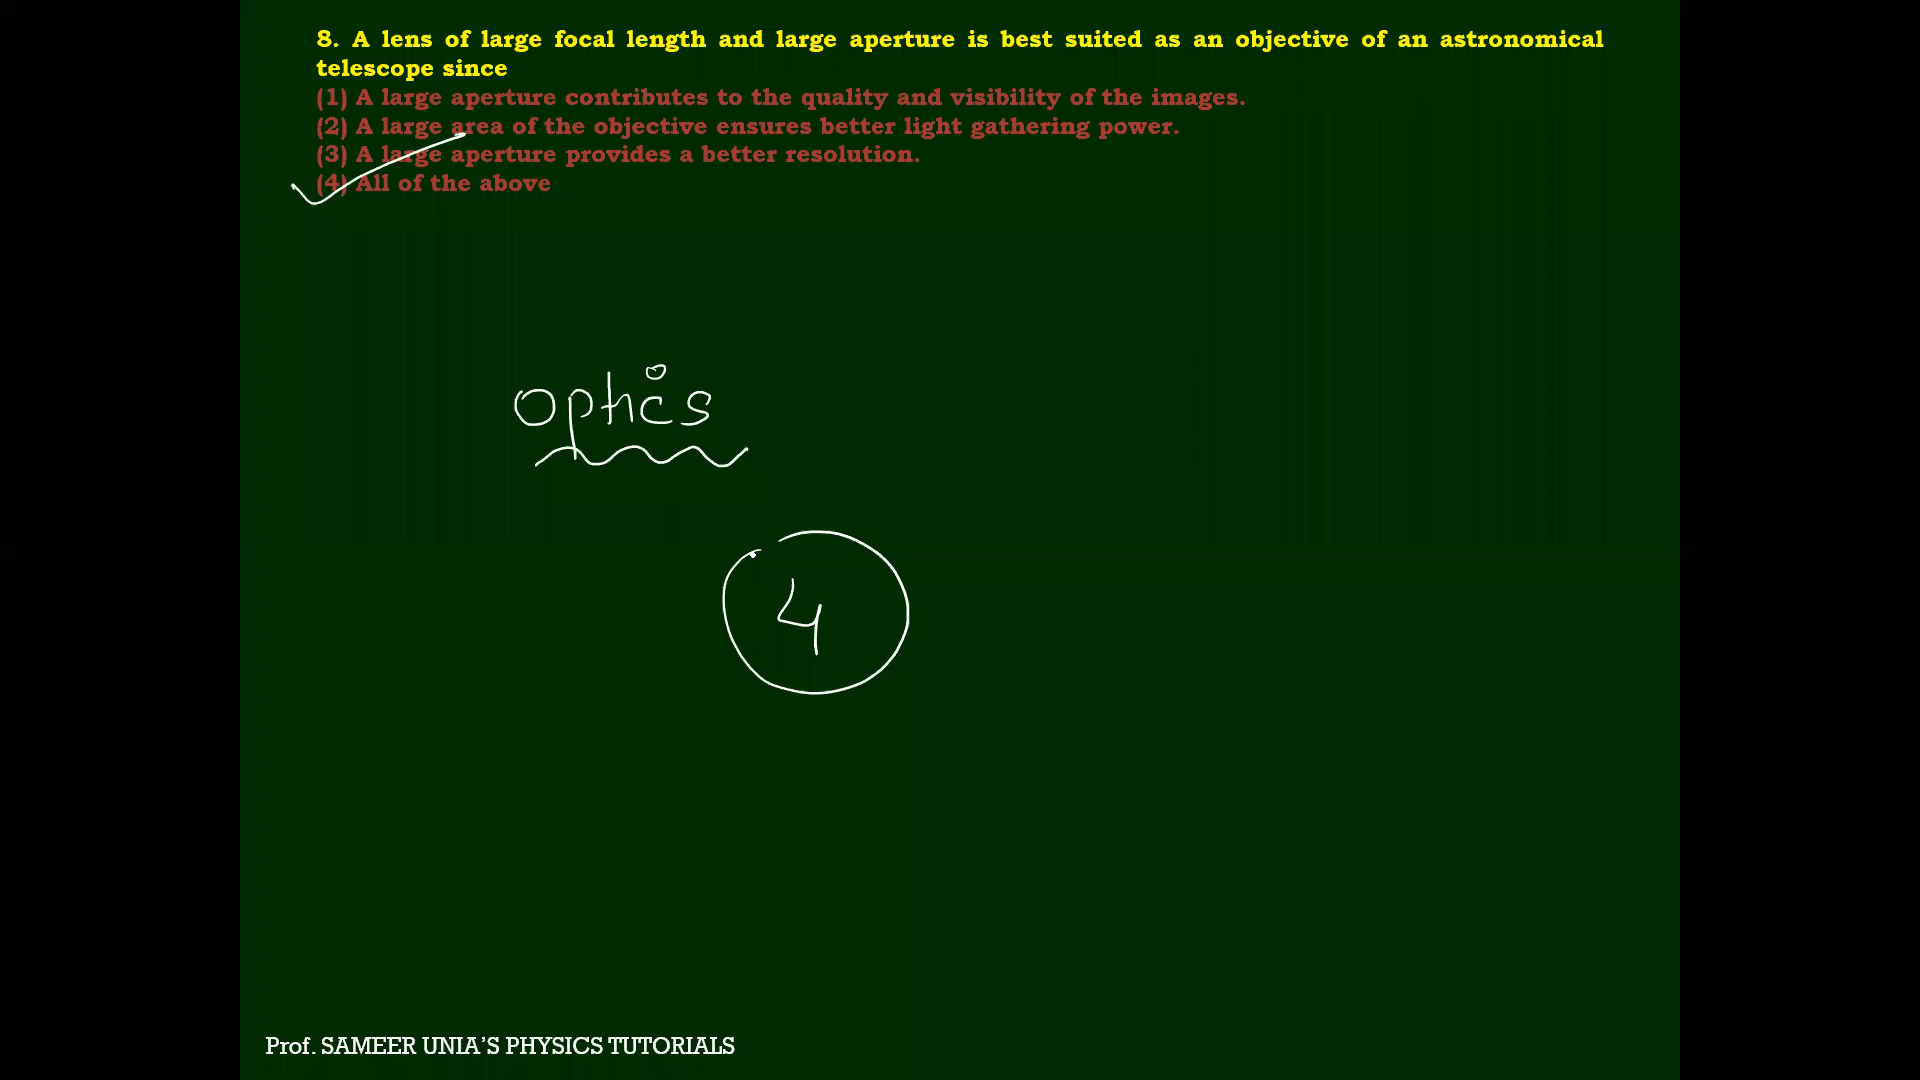 8. A lens of large focal length and large aperture is best suited as an objective of an astronomical
telescope since
(1) A large aperture contributes to the quality and visibility of the images.
(2) A large area of the objective ensures better light gathering power.
(3) A large aperture provides a better resolution.
(4) All of the above
optics
4
Prof. SAMEER UNIA'S PHYSICS TUTORIALS